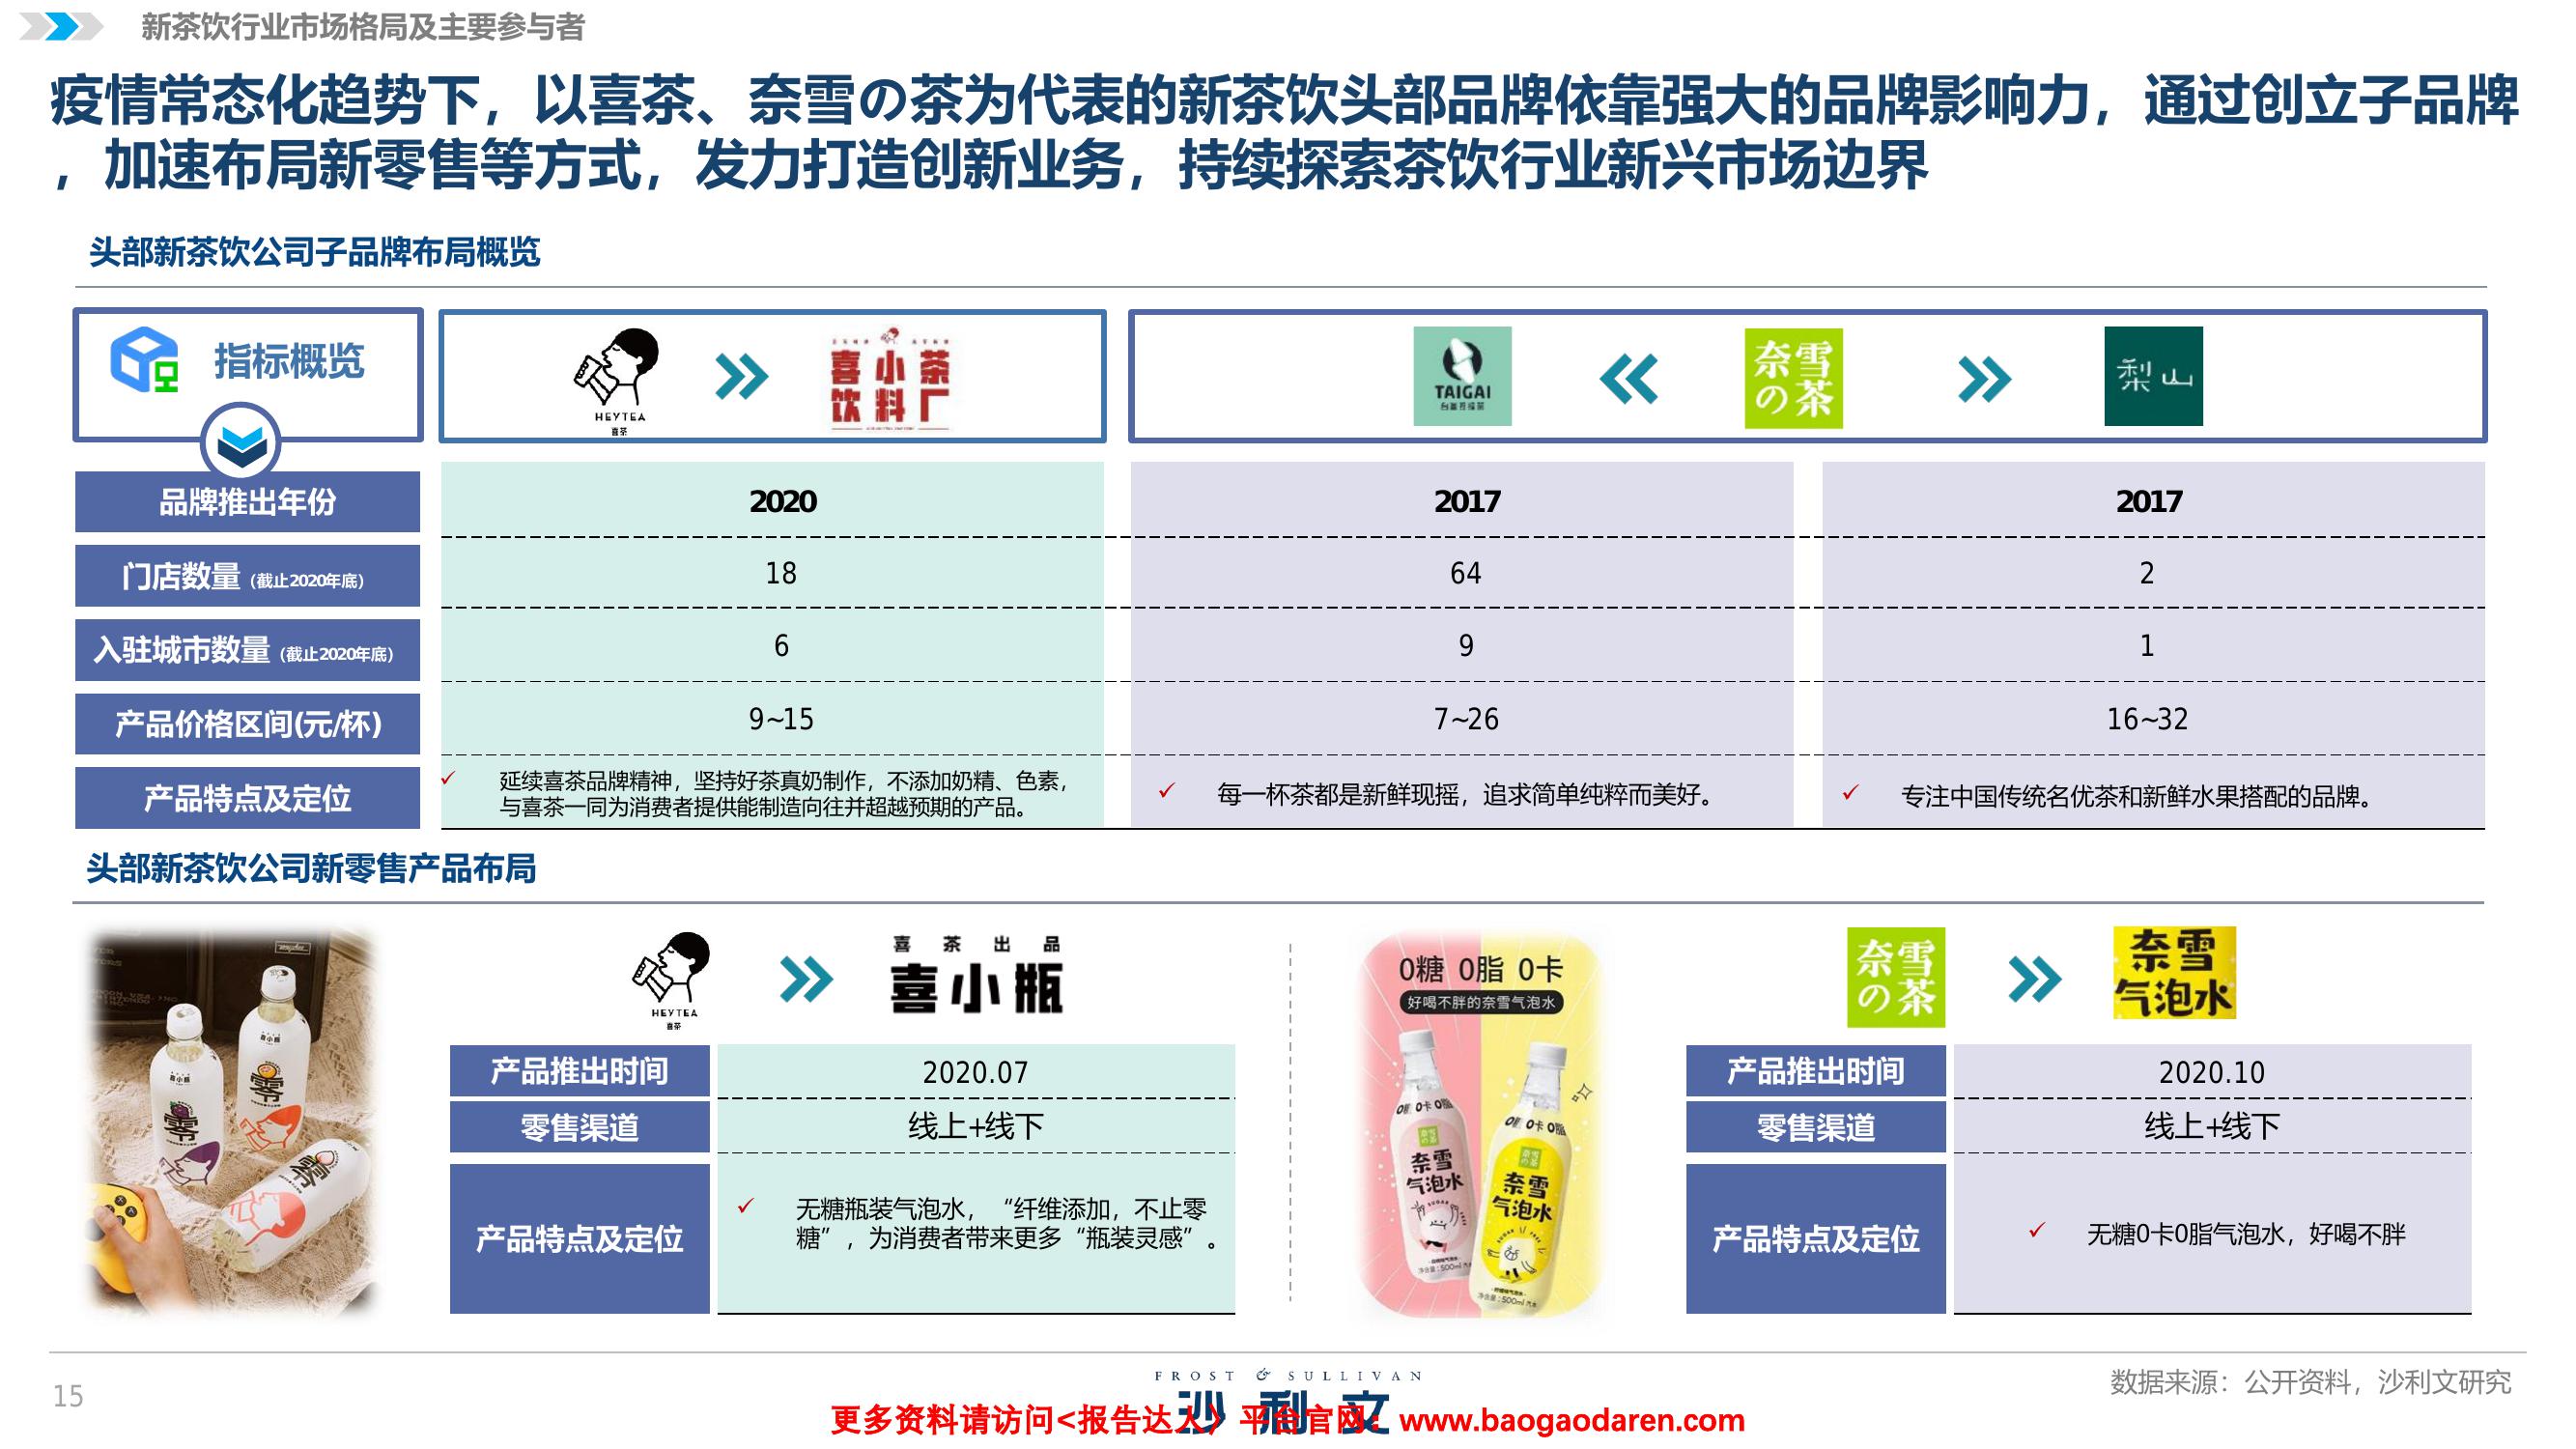 新茶饮行业市场格局及主要参与者
疫情常态化趋势下，以喜茶、奈雪の茶为代表的新茶饮头部品牌依靠强大的品牌影响力，通过创立子品牌
，加速布局新零售等方式，发力打造创新业务，持续探索茶饮行业新兴市场边界
头部新茶饮公司子品牌布局概览
指标概览
HEYTEA
喜茶
喜小茶
饮料厂
TAIGAI
奈雪
の茶
梨山
品牌推出年份
2020
2017
2017
门店数量（截止2020年底）
18
64
2
入驻城市数量（截止2020年底）
6
9
1
产品价格区间(元/杯)
9~15
7~26
16~32
产品特点及定位
延续喜茶品牌精神，坚持好茶真奶制作，不添加奶精、色素，
与喜茶一同为消费者提供能制造向往并超越预期的产品。
每一杯茶都是新鲜现摇，追求简单纯粹而美好。
专注中国传统名优茶和新鲜水果搭配的品牌。
头部新茶饮公司新零售产品布局
喜小瓶
零
喜小瓶
零
零
HEYTEA
喜茶
喜茶出品
喜小瓶
产品推出时间
2020.07
零售渠道
线上+线下
产品特点及定位
无糖瓶装气泡水，“纤维添加，不止零
糖”，为消费者带来更多“瓶装灵感”。
0糖 0脂 0卡
好喝不胖的奈雪气泡水
奈雪
气泡水
奈雪
气泡水
奈雪
の茶
奈雪
气泡水
产品推出时间
2020.10
零售渠道
线上+线下
产品特点及定位
无糖0卡0脂气泡水，好喝不胖
15
FROST & SULLIVAN
沙利文
更多资料请访问<报告达人》平台官网：www.baogaodaren.com
数据来源：公开资料，沙利文研究